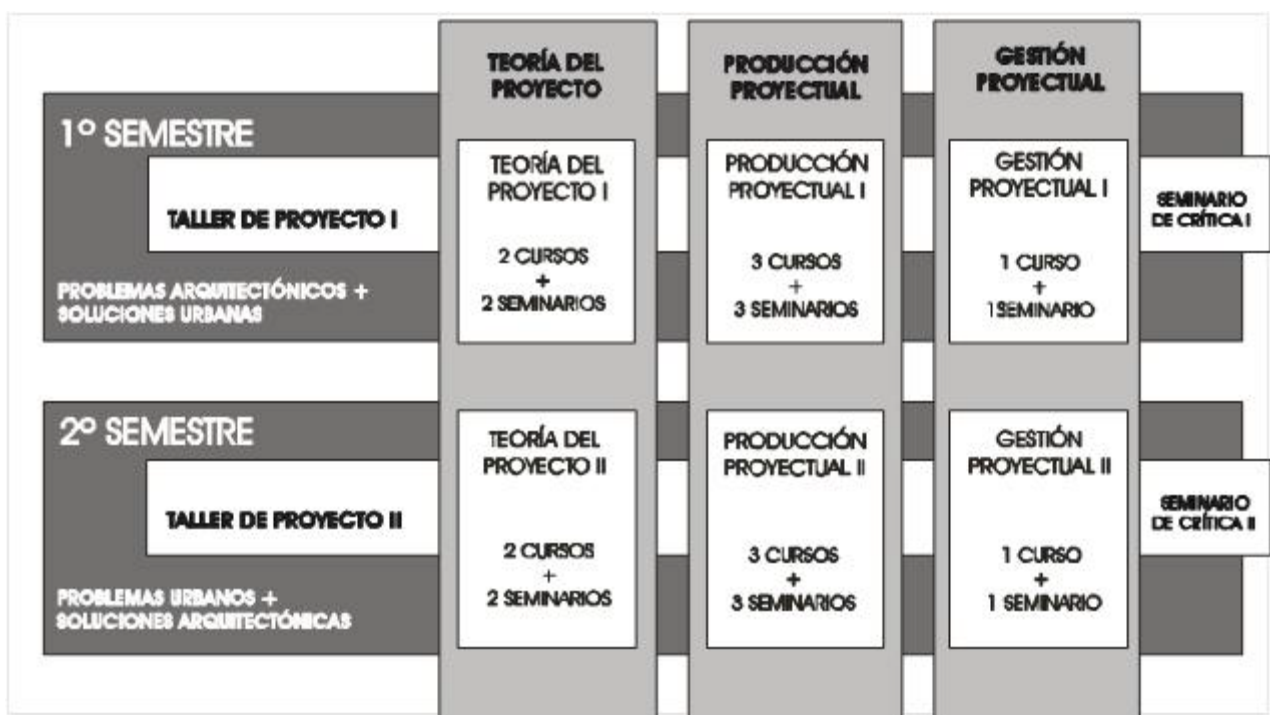 TEORÍA DEL
PROYECTO
PRODUCCIÓN
PROYECTUAL
GESTIÓN
PROYECTUAL
1º SEMESTRE
TALLER DE PROYECTO I
PROBLEMAS ARQUITECTÓNICOS +
SOLUCIONES URBANAS
TEORÍA DEL
PROYECTO I
2 CURSOS
+
2 SEMINARIOS
PRODUCCIÓN
PROYECTUAL I
3 CURSOS
+
3 SEMINARIOS
GESTIÓN
PROYECTUAL I
1 CURSO
+
1SEMINARIO
SEMINARIO
DE CRÍTICA I
2º SEMESTRE
TALLER DE PROYECTO II
PROBLEMAS URBANOS +
SOLUCIONES ARQUITECTÓNICAS
TEORÍA DEL
PROYECTO II
2 CURSOS
+
2 SEMINARIOS
PRODUCCIÓN
PROYECTUAL II
3 CURSOS
+
3 SEMINARIOS
GESTIÓN
PROYECTUAL II
1 CURSO
+
1 SEMINARIO
SEMINARIO
DE CRÍTICA II